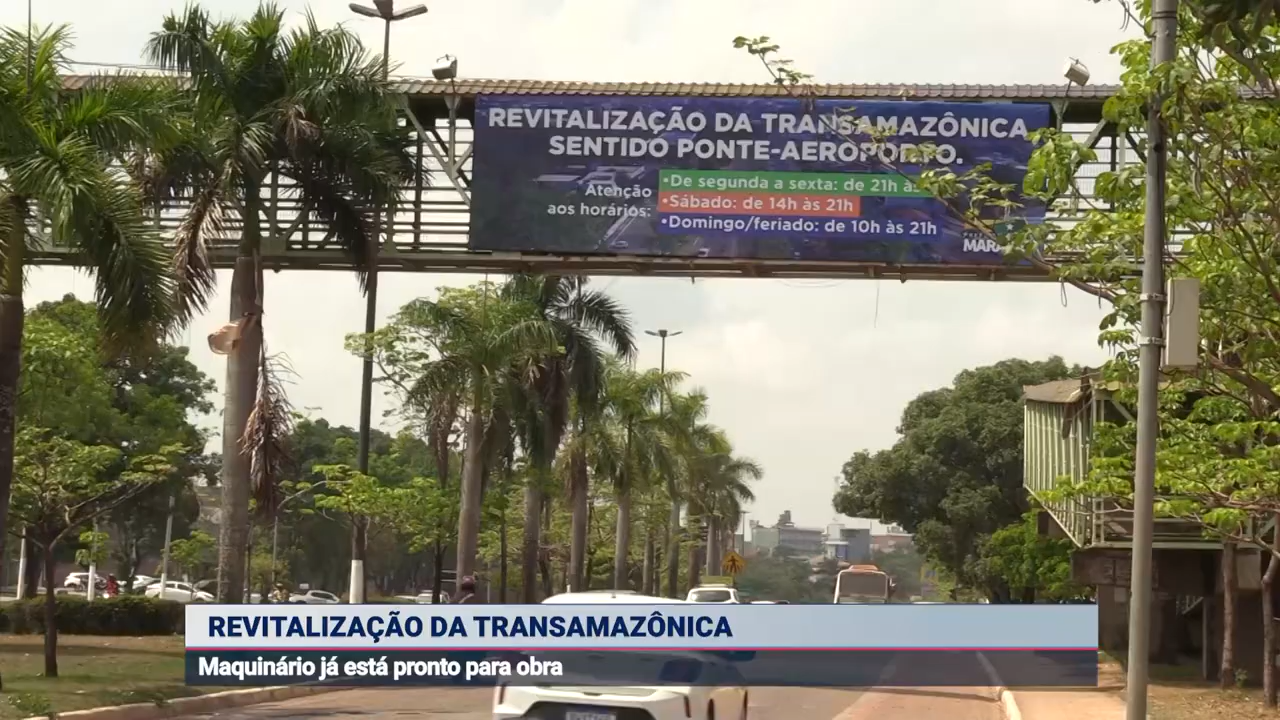 REVITALIZAÇÃO DA TRANSAMAZÔNICA
SENTIDO PONTE-AEROPORTO.
Atenção
aos horários:
•De segunda a sexta: de 21h às
•Sábado: de 14h às 21h
•Domingo/feriado: de 10h às 21h
REVITALIZAÇÃO DA TRANSAMAZÔNICA
Maquinário já está pronto para obra